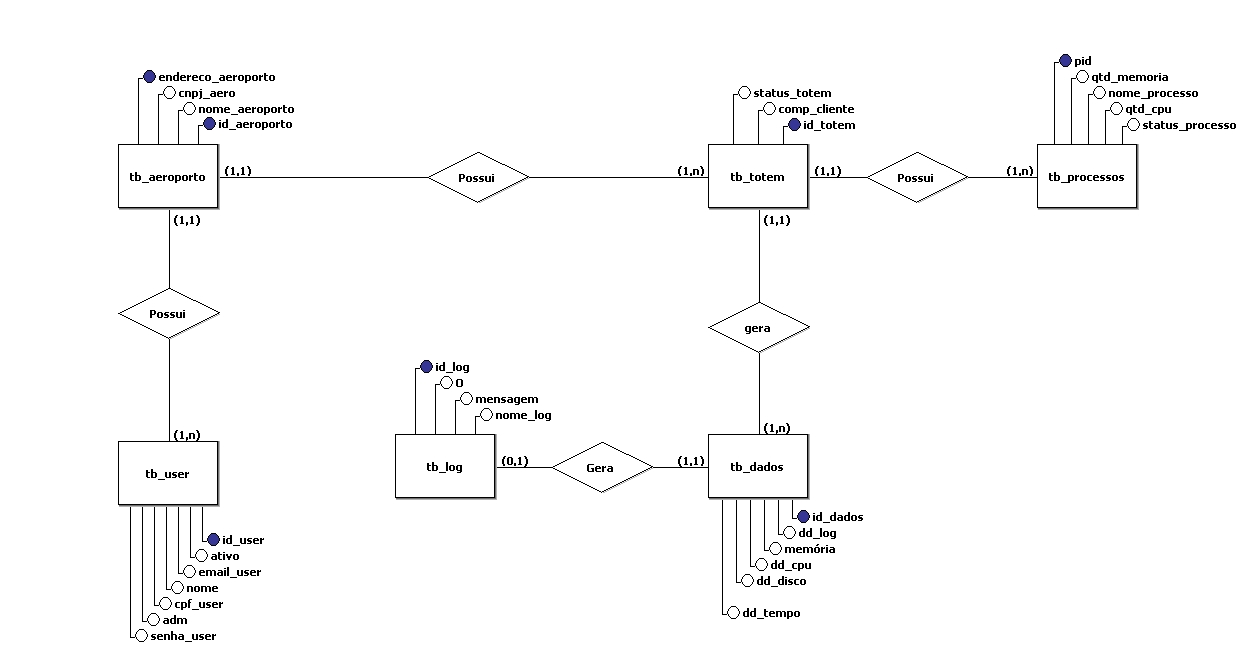 endereco_aeroporto
cnpj_aero
nome_aeroporto
id_aeroporto
tb_aeroporto
(1,1)
(1,1)
Possui
(1,n)
status_totem
comp_cliente
id_totem
tb_totem
(1,1)
(1,1)
Possui
(1,n)
pid
qtd_memoria
nome_processo
qtd_cpu
status_processo
tb_processos
Possui
(1,n)
tb_user
id_user
ativo
email_user
nome
cpf_user
adm
senha_user
gera
(1,n)
id_log
O
mensagem
nome_log
tb_log
(0,1)
Gera
(1,1)
tb_dados
id_dados
dd_log
memória
dd_cpu
dd_disco
dd_tempo